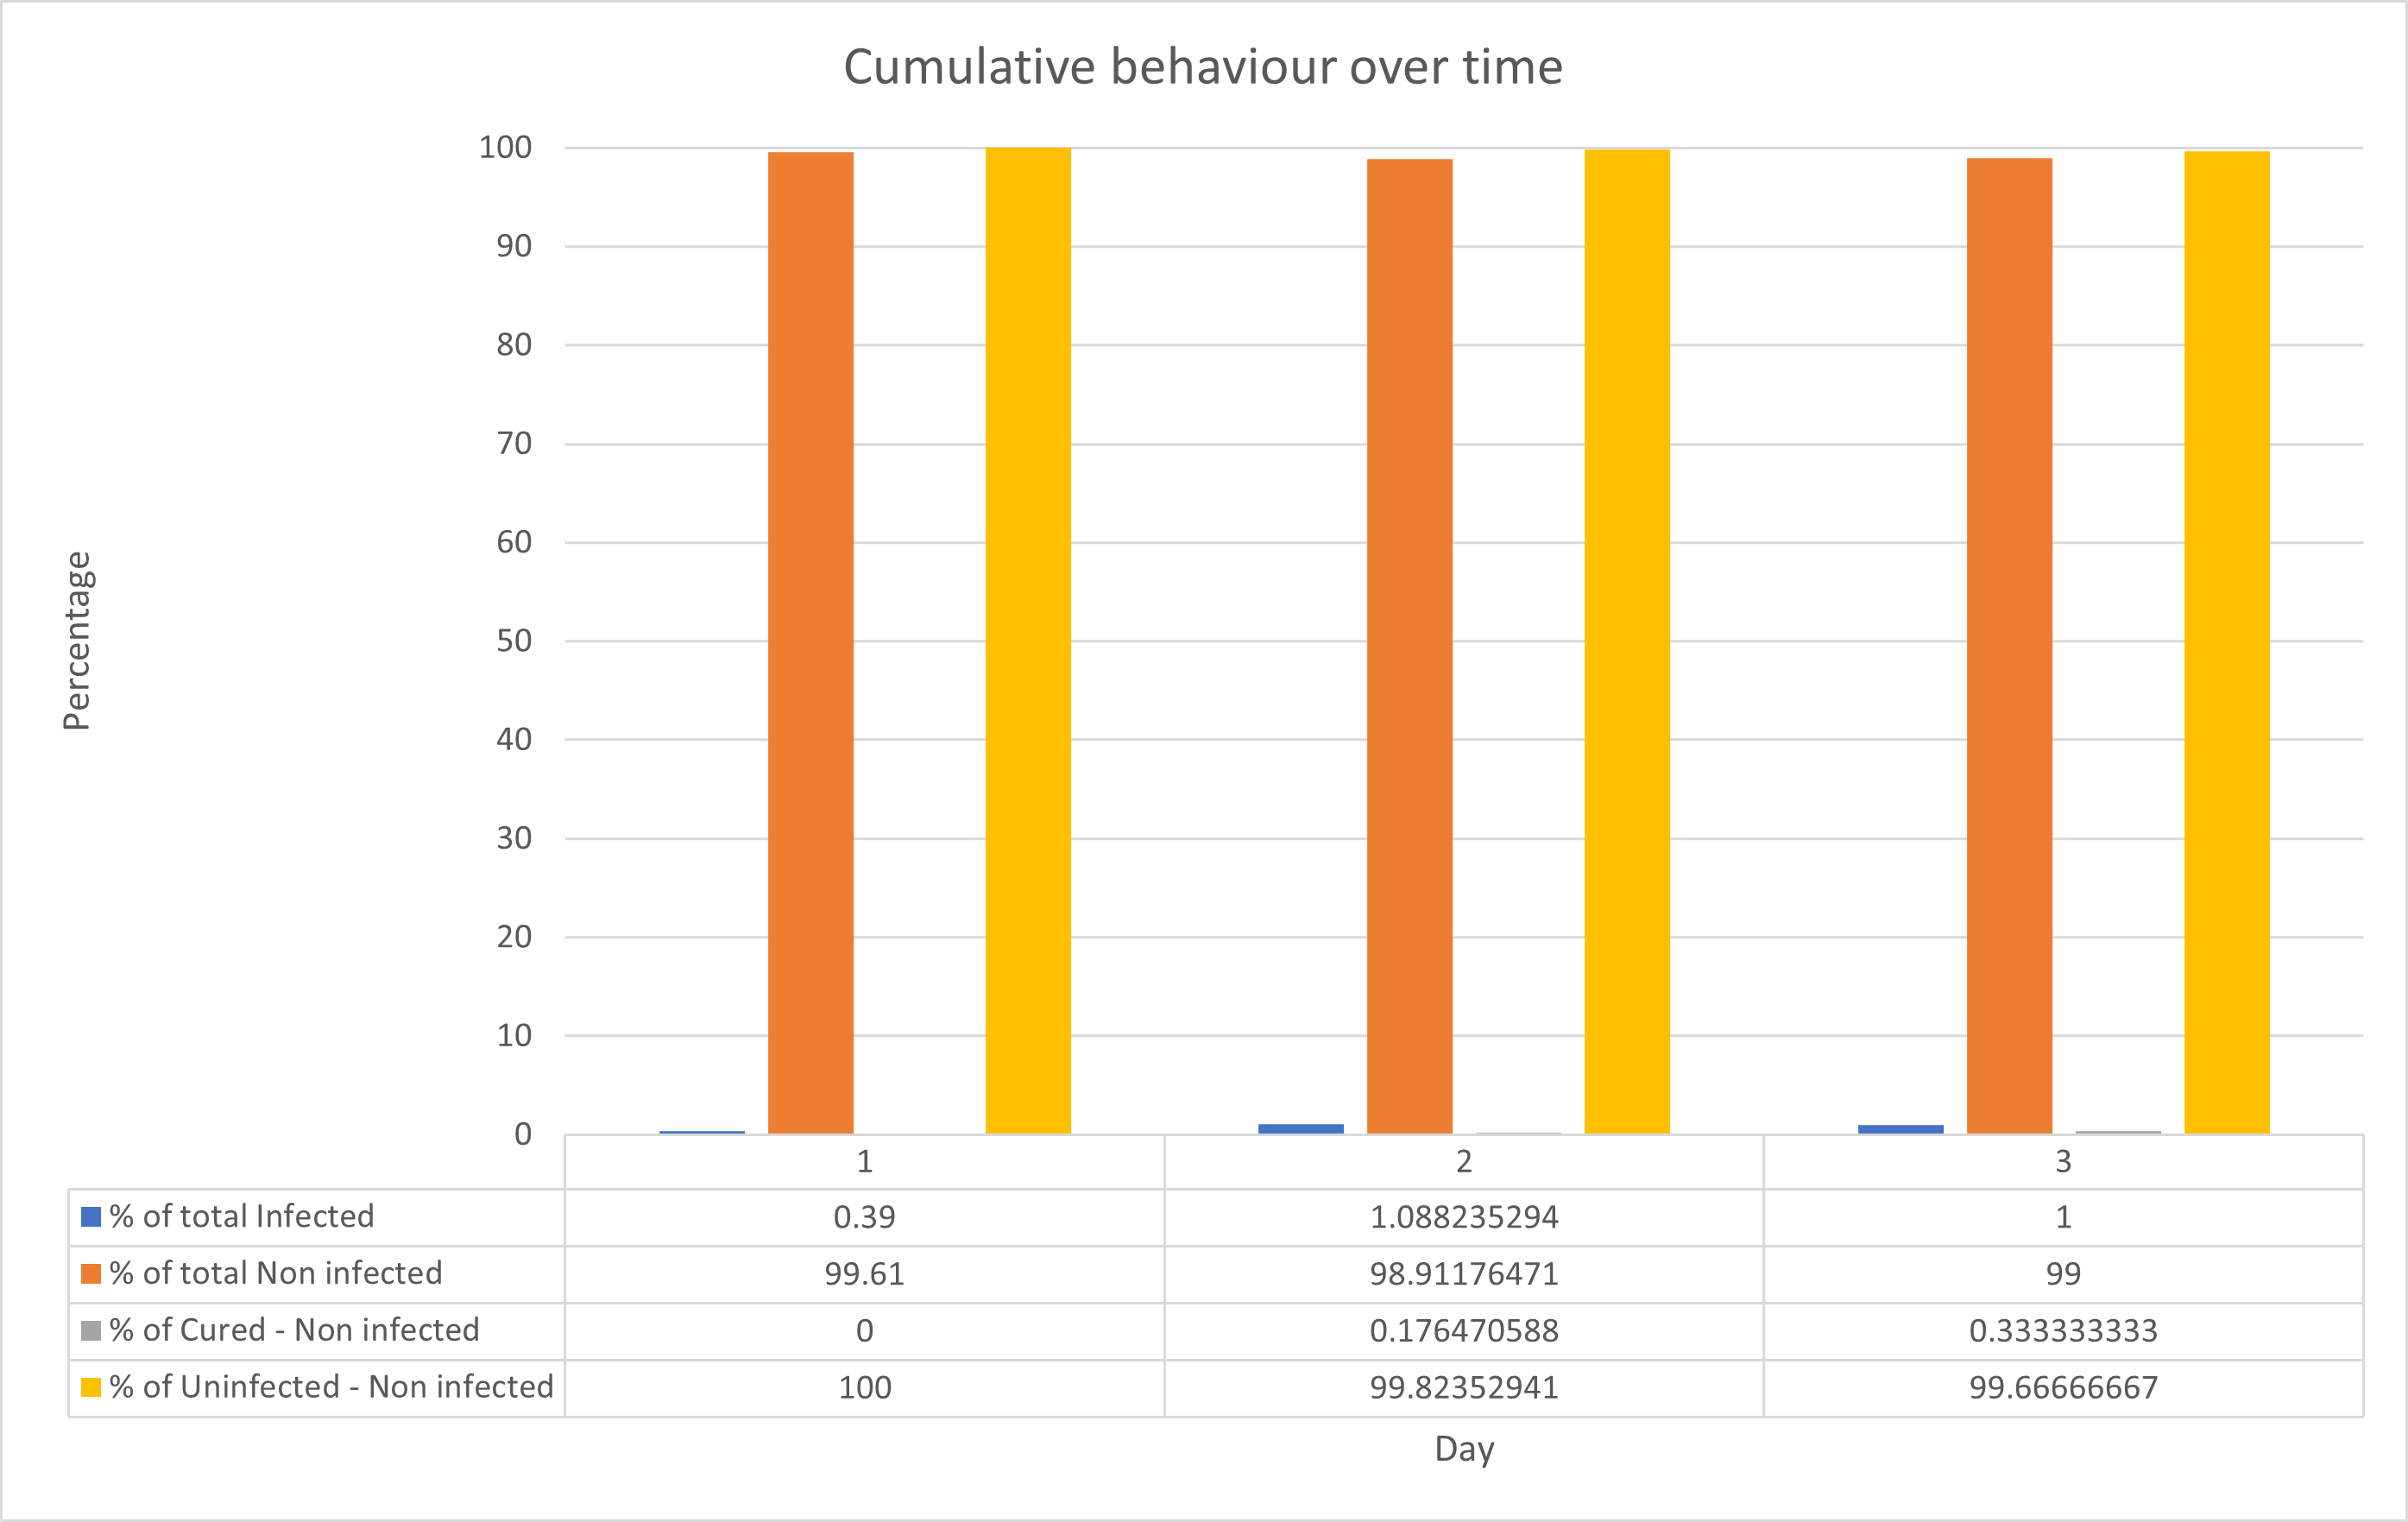 Cumulative behaviour over time
100
90
80
70
60
50
40
30
20
10
0
Percentage
1 2 3
% of total Infected 0.39 1.088235294 1
% of total Non infected 99.61 98.91176471 99
% of Cured - Non infected 0 0.176470588 0.333333333
% of Uninfected - Non infected 100 99.82352941 99.66666667
Day